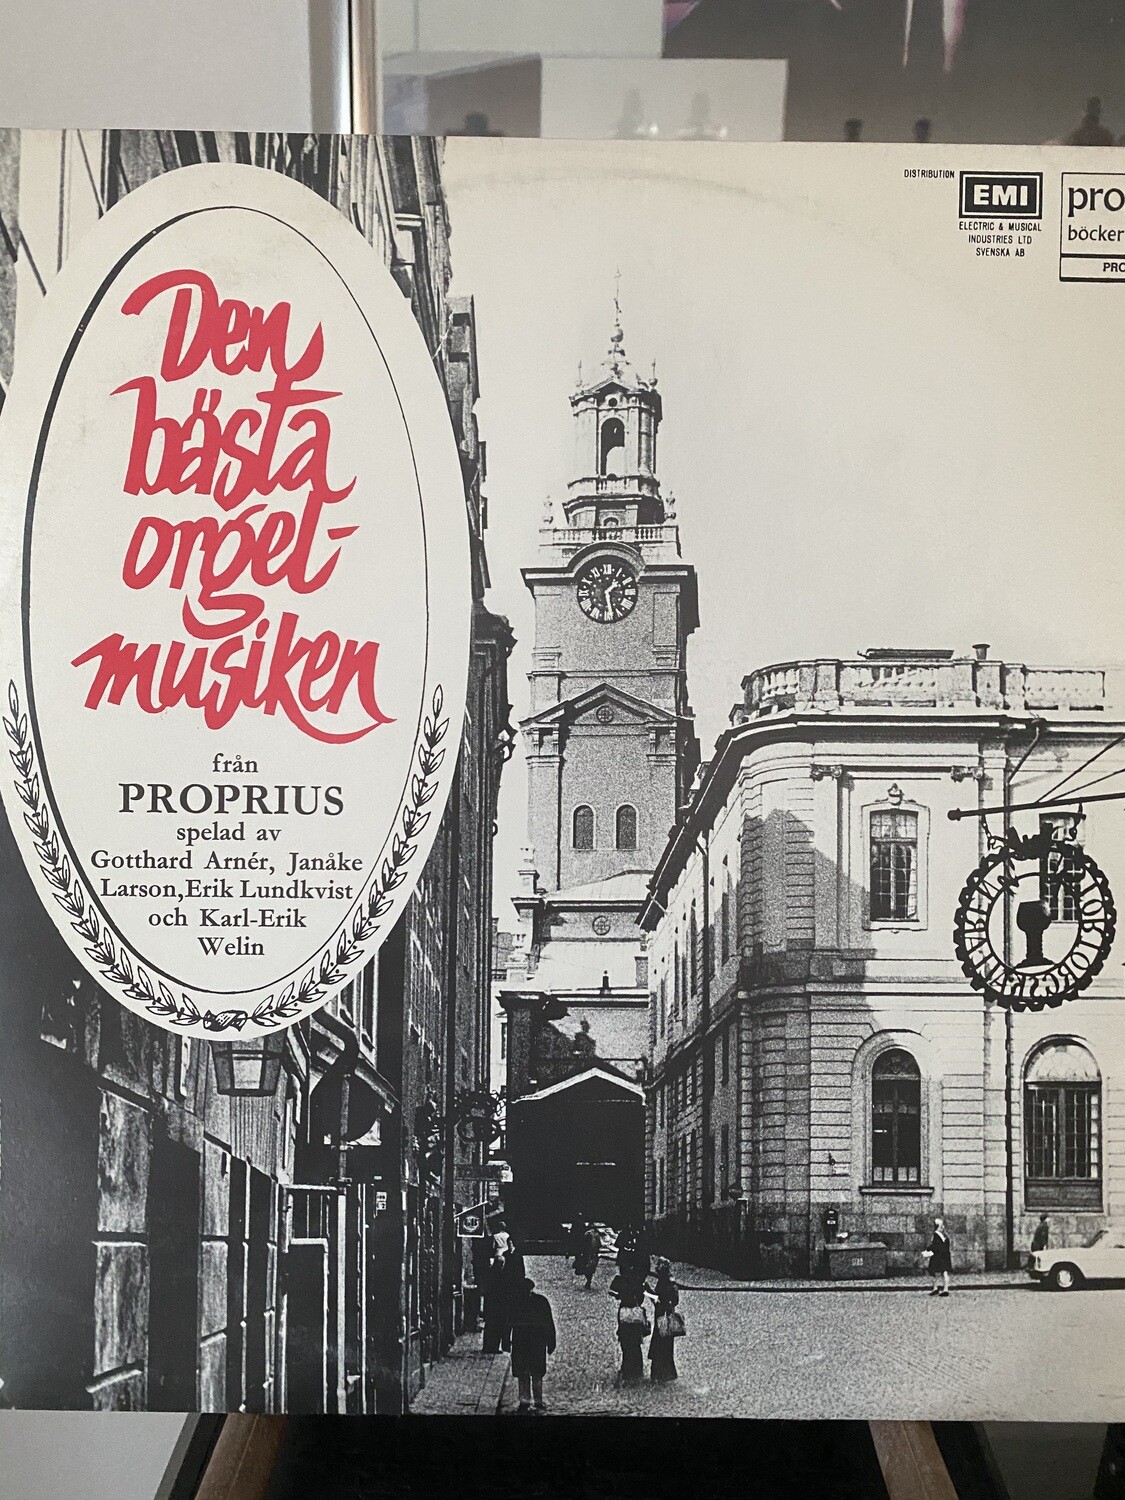 Den
bästa
orgel-
musiken
från
PROPRIUS
spelad av
Gotthard Arnér, Janåke
Larson, Erik Lundkvist
och Karl-Erik
Welin
DISTRIBUTION
EMI
ELECTRIC & MUSICAL
INDUSTRIES LTD
SVENSKA AB
pro
böcker
PRO
STORTORGSKÄLLAREN